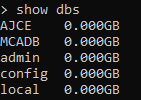 > show dbs
AJCE    0.000GB
MCADB   0.000GB
admin   0.000GB
config  0.000GB
local   0.000GB